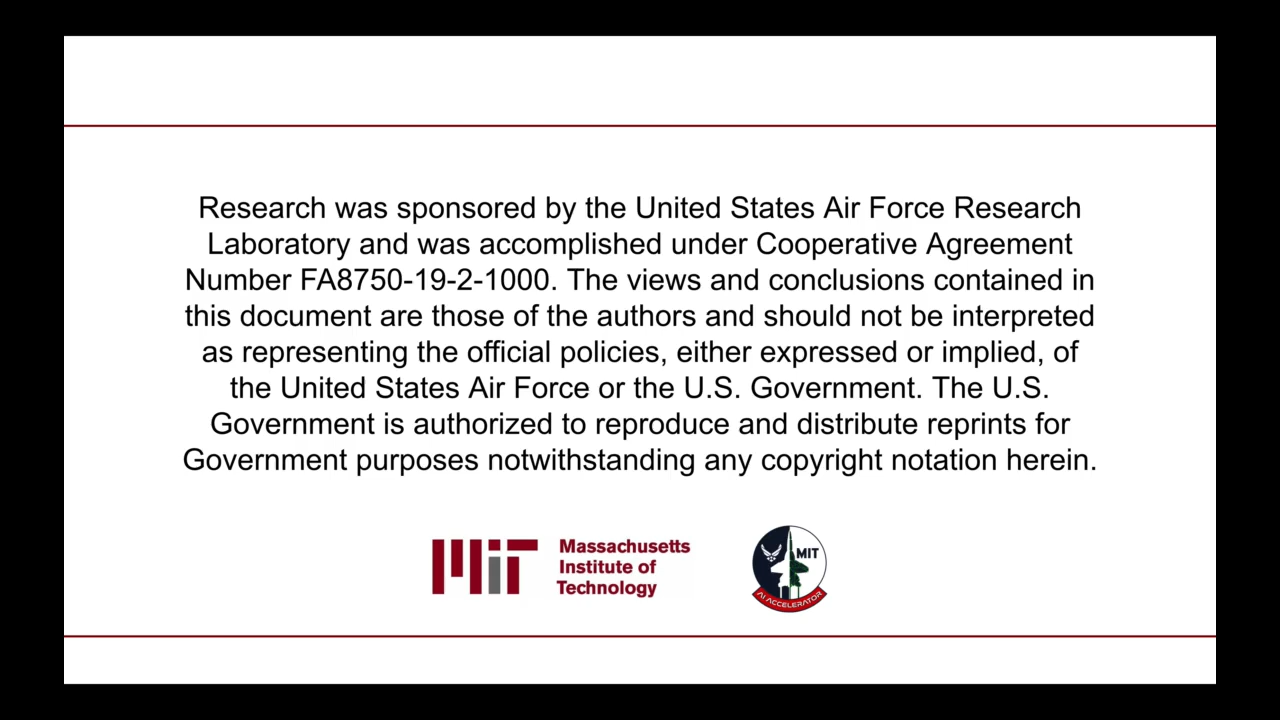 Research was sponsored by the United States Air Force Research
Laboratory and was accomplished under Cooperative Agreement
Number FA8750-19-2-1000. The views and conclusions contained in
this document are those of the authors and should not be interpreted
as representing the official policies, either expressed or implied, of
the United States Air Force or the U.S. Government. The U.S.
Government is authorized to reproduce and distribute reprints for
Government purposes notwithstanding any copyright notation herein.
MIT
Massachusetts
Institute of
Technology
MIT
AI ACCELERATOR